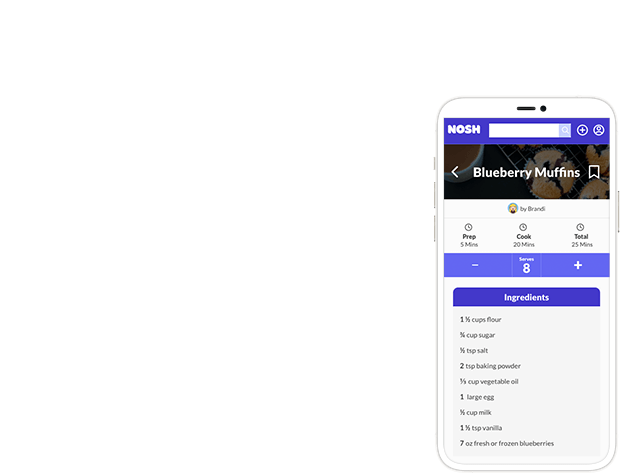 NOSH
Blueberry Muffins
by Brandi
Prep
5 Mins
Cook
20 Mins
Total
25 Mins
−
Serves
8
+
Ingredients
1 ½ cups flour
¾ cup sugar
½ tsp salt
2 tsp baking powder
⅓ cup vegetable oil
1 large egg
½ cup milk
1 ½ tsp vanilla
7 oz fresh or frozen blueberries